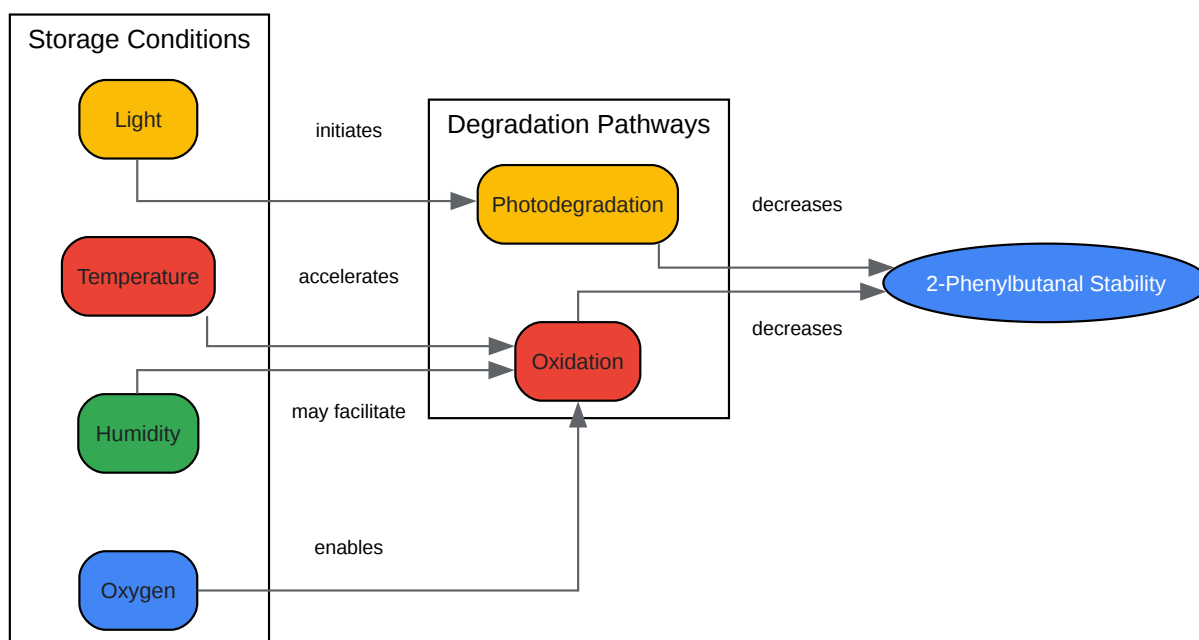 Storage Conditions
Light
initiates
Degradation Pathways
Photodegradation
decreases
Temperature
accelerates
2-Phenylbutanal Stability
decreases
Oxidation
may facilitate
Humidity
enables
Oxygen